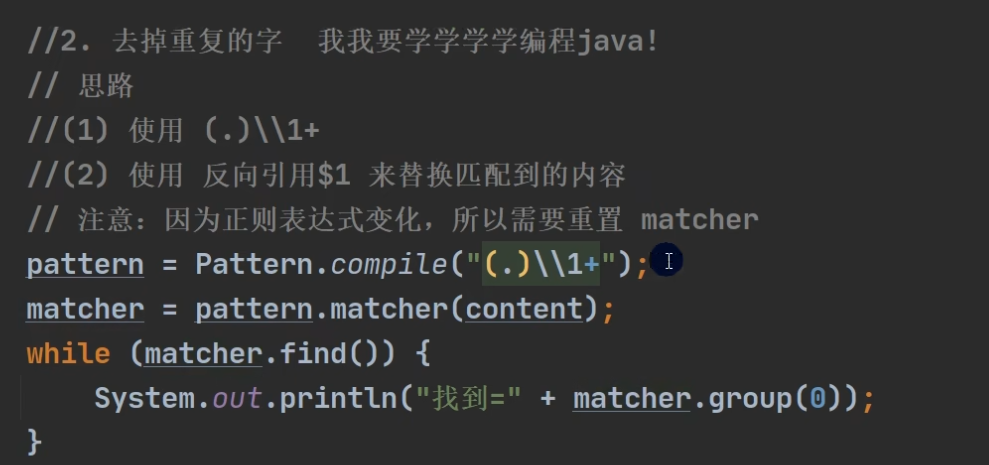 //2. 去掉重复的字  我我要学学学学编程java!
// 思路
//(1) 使用 (.)\\1+
//(2) 使用 反向引用$1 来替换匹配到的内容
// 注意：因为正则表达式变化，所以需要重置 matcher
pattern = Pattern.compile("(.)\\1+");
matcher = pattern.matcher(content);
while (matcher.find()) {
    System.out.println("找到=" + matcher.group(0));
}